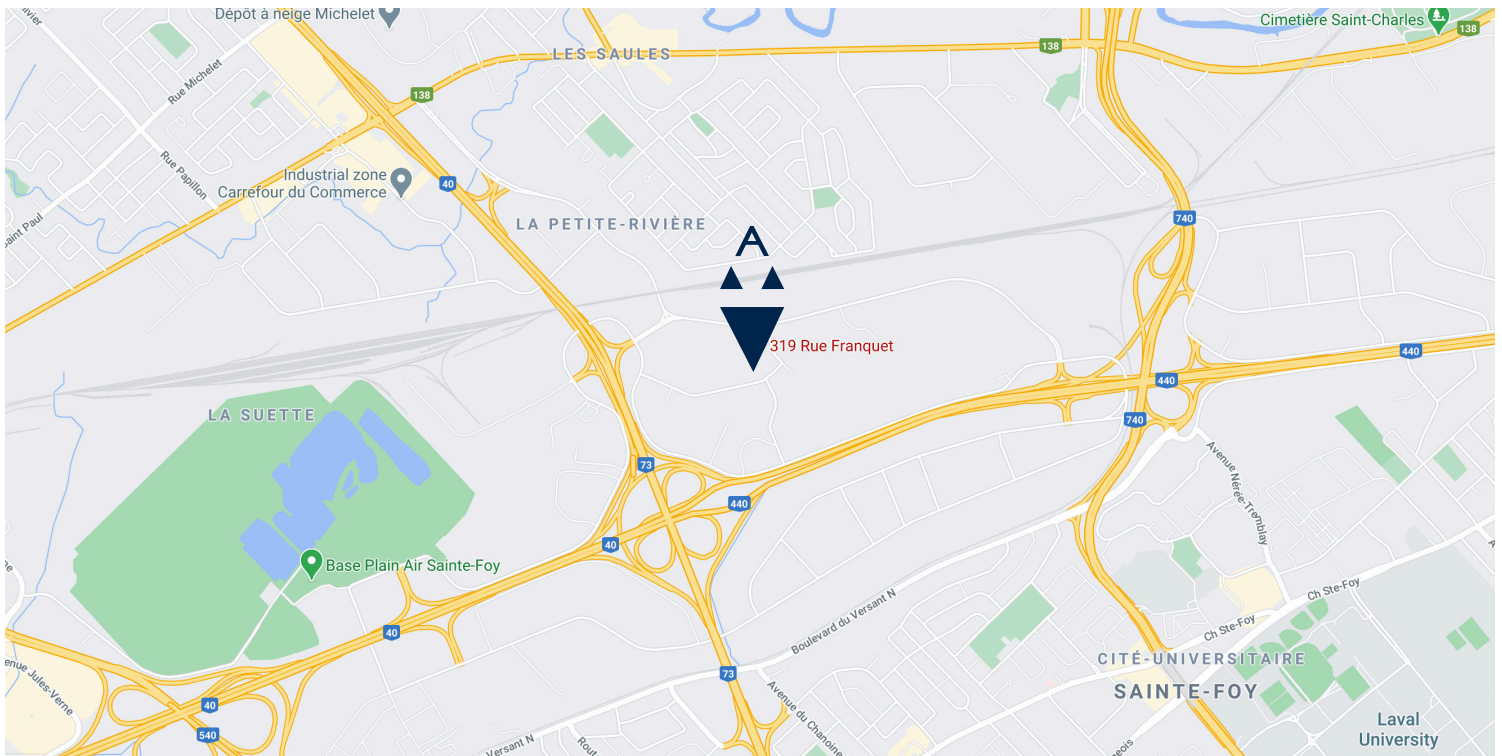 Dépôt à neige Michelet
Cimetière Saint-Charles
138
LES SAULES
138
Rue Michelet
138
Rue Papillon
Industrial zone
Carrefour du Commerce
40
LA PETITE-RIVIÈRE
740
A
319 Rue Franquet
440
440
LA SUETTE
740
73
Avenue Nérée-Tremblay
440
40
Base Plain Air Sainte-Foy
Ch Ste-Foy
Boulevard du Versant N
40
Ch Ste-Foy
CITÉ-UNIVERSITAIRE
73
SAINTE-FOY
Avenue du Chanoine
40
540
Laval
University
Versant N